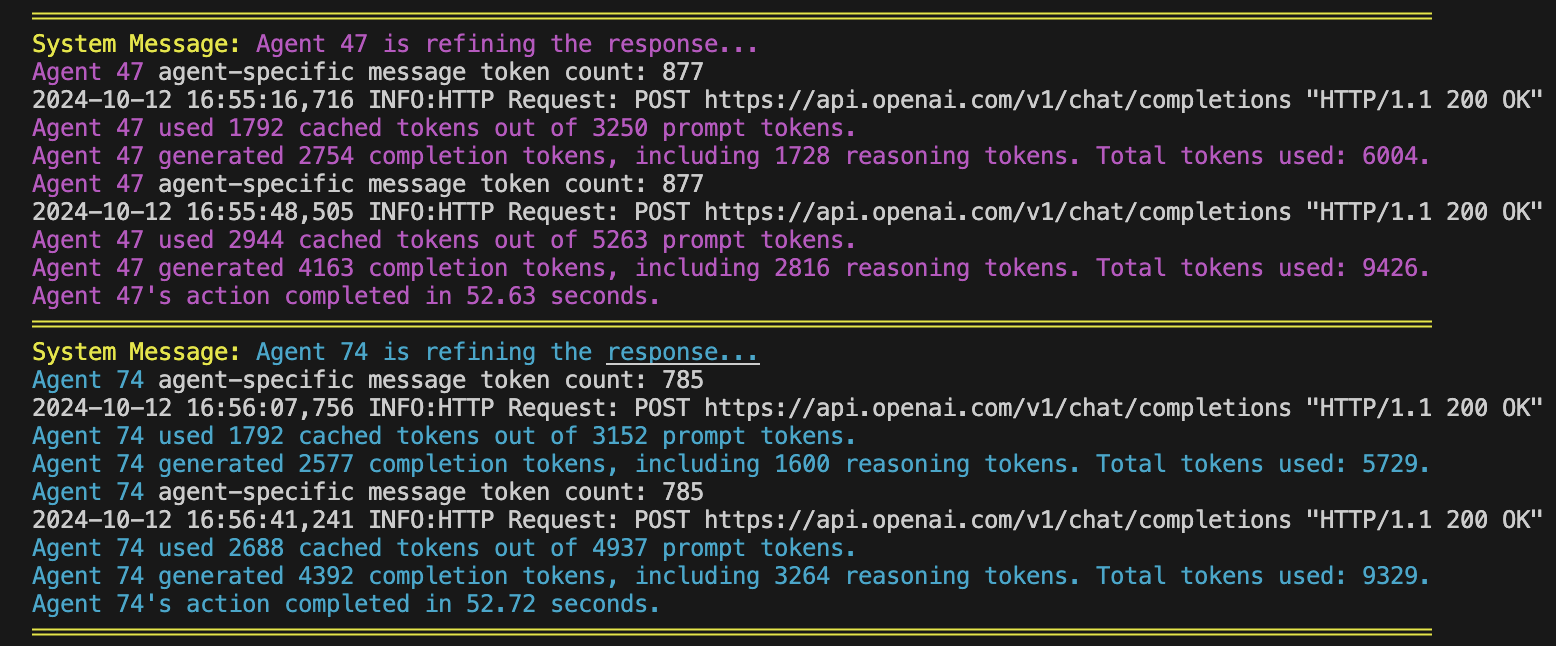 System Message: Agent 47 is refining the response...
Agent 47 agent-specific message token count: 877
2024-10-12 16:55:16,716 INFO:HTTP Request: POST https://api.openai.com/v1/chat/completions "HTTP/1.1 200 OK"
Agent 47 used 1792 cached tokens out of 3250 prompt tokens.
Agent 47 generated 2754 completion tokens, including 1728 reasoning tokens. Total tokens used: 6004.
Agent 47 agent-specific message token count: 877
2024-10-12 16:55:48,505 INFO:HTTP Request: POST https://api.openai.com/v1/chat/completions "HTTP/1.1 200 OK"
Agent 47 used 2944 cached tokens out of 5263 prompt tokens.
Agent 47 generated 4163 completion tokens, including 2816 reasoning tokens. Total tokens used: 9426.
Agent 47's action completed in 52.63 seconds.
System Message: Agent 74 is refining the response...
Agent 74 agent-specific message token count: 785
2024-10-12 16:56:07,756 INFO:HTTP Request: POST https://api.openai.com/v1/chat/completions "HTTP/1.1 200 OK"
Agent 74 used 1792 cached tokens out of 3152 prompt tokens.
Agent 74 generated 2577 completion tokens, including 1600 reasoning tokens. Total tokens used: 5729.
Agent 74 agent-specific message token count: 785
2024-10-12 16:56:41,241 INFO:HTTP Request: POST https://api.openai.com/v1/chat/completions "HTTP/1.1 200 OK"
Agent 74 used 2688 cached tokens out of 4937 prompt tokens.
Agent 74 generated 4392 completion tokens, including 3264 reasoning tokens. Total tokens used: 9329.
Agent 74's action completed in 52.72 seconds.